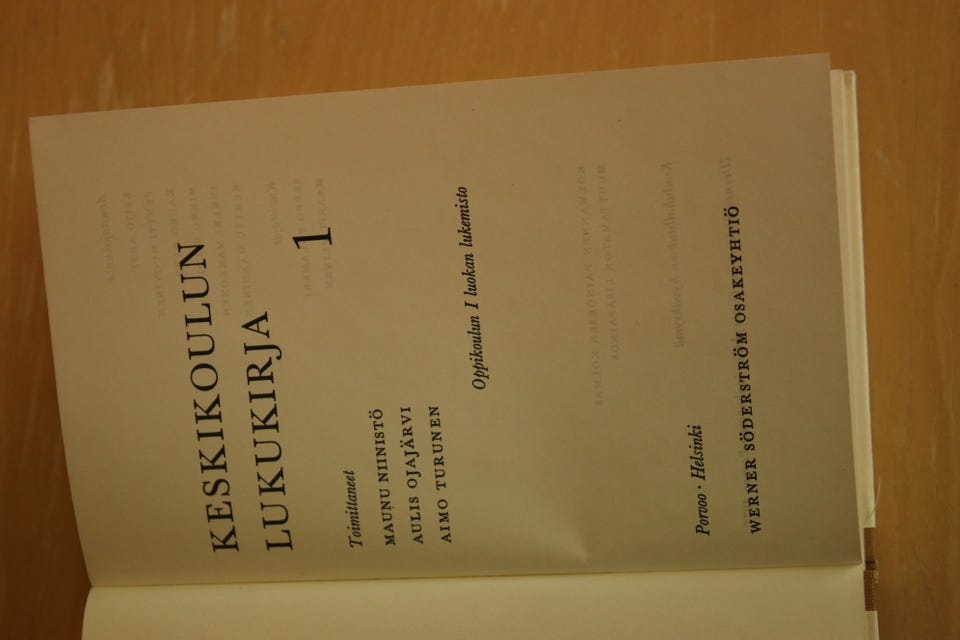 KESKIKOULUN
LUKUKIRJA 1
Toimittaneet
MAUNU NIINISTÖ
AULIS OJAJÄRVI
AIMO TURUNEN
Oppikoulun I luokan lukemisto
Porvoo · Helsinki
WERNER SÖDERSTRÖM OSAKEYHTIÖ